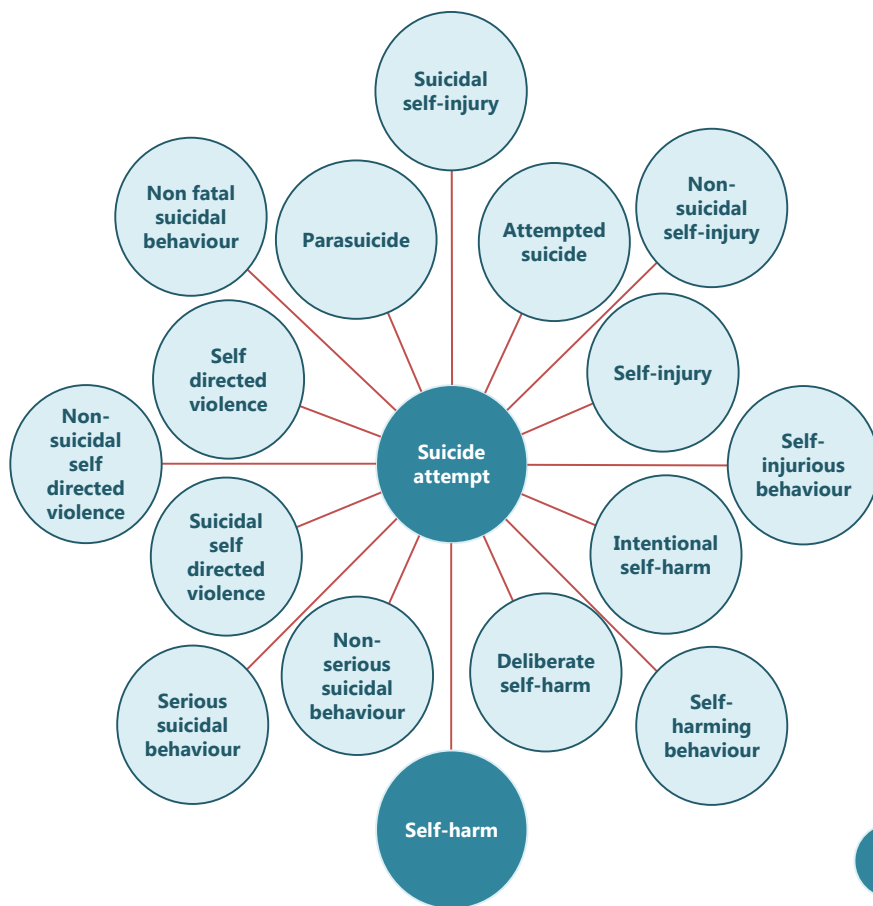 Suicidal
self-injury
Non fatal
suicidal
behaviour
Parasuicide
Attempted
suicide
Non-
suicidal
self-injury
Self
directed
violence
Self-injury
Non-
suicidal
self
directed
violence
Suicide
attempt
Self-
injurious
behaviour
Suicidal
self
directed
violence
Intentional
self-harm
Non-
serious
suicidal
behaviour
Deliberate
self-harm
Serious
suicidal
behaviour
Self-
harming
behaviour
Self-harm